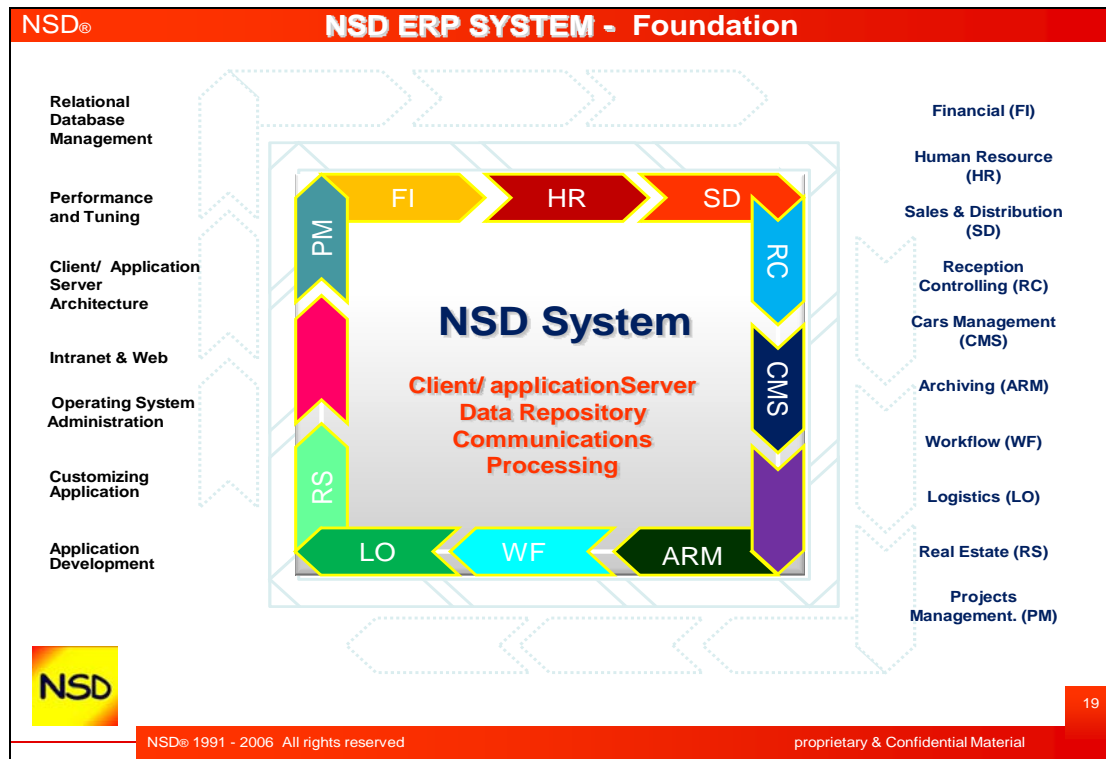 NSD®
NSD ERP SYSTEM - Foundation
Relational
Database
Management
Performance
and Tuning
Client/ Application
Server
Architecture
Intranet & Web
Operating System
Administration
Customizing
Application
Application
Development
FI
HR
SD
PM
RC
CMS
RS
LO
WF
ARM
NSD System
Client/ applicationServer
Data Repository
Communications
Processing
Financial (FI)
Human Resource
(HR)
Sales & Distribution
(SD)
Reception
Controlling (RC)
Cars Management
(CMS)
Archiving (ARM)
Workflow (WF)
Logistics (LO)
Real Estate (RS)
Projects
Management. (PM)
NSD
19
NSD® 1991 - 2006 All rights reserved
proprietary & Confidential Material